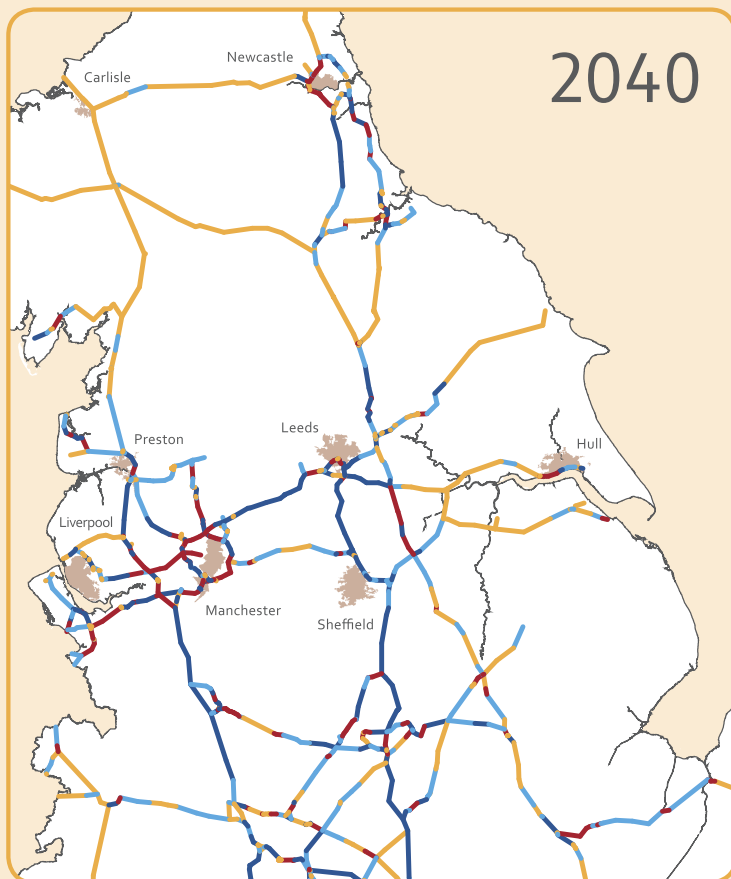 2040
Newcastle
Carlisle
Leeds
Preston
Hull
Liverpool
Manchester
Sheffield